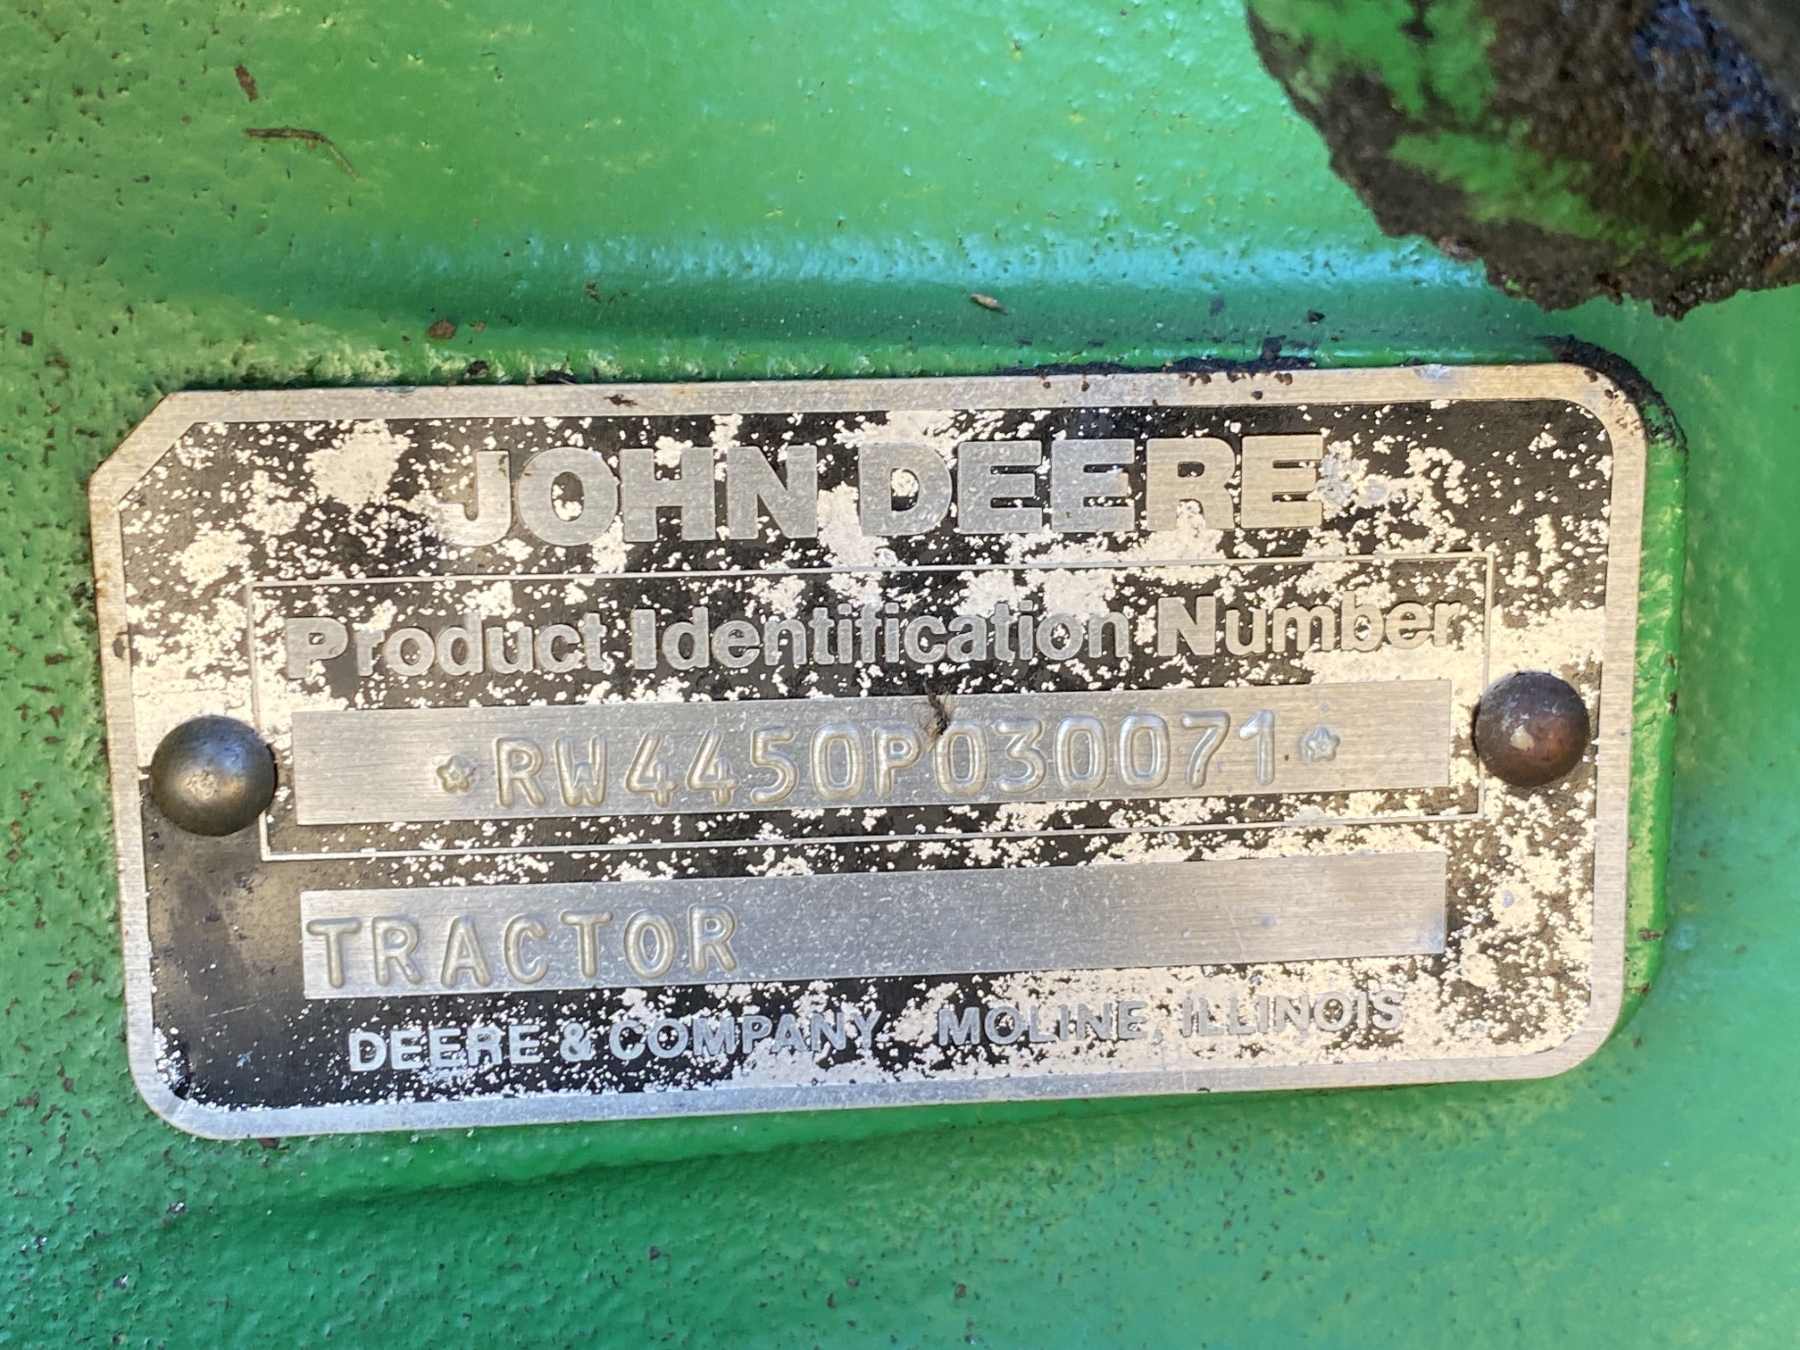 JOHN DEERE
Product Identification Number
*RW4450P030071*
TRACTOR
DEERE & COMPANY MOLINE, ILLINOIS